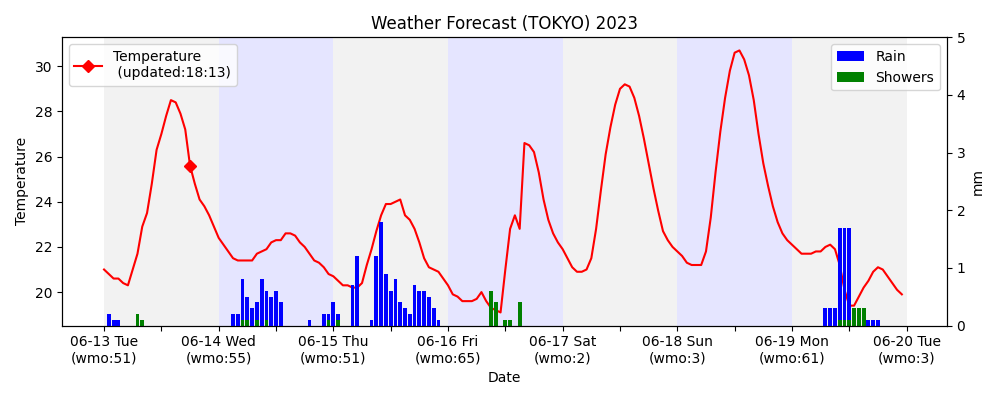 Weather Forecast (TOKYO) 2023
Temperature
(updated:18:13)
Rain
Showers
30
28
26
24
22
20
Temperature
5
4
3
2
1
0
mm
06-13 Tue
(wmo:51)
06-14 Wed
(wmo:55)
06-15 Thu
(wmo:51)
06-16 Fri
(wmo:65)
06-17 Sat
(wmo:2)
06-18 Sun
(wmo:3)
06-19 Mon
(wmo:61)
06-20 Tue
(wmo:3)
Date